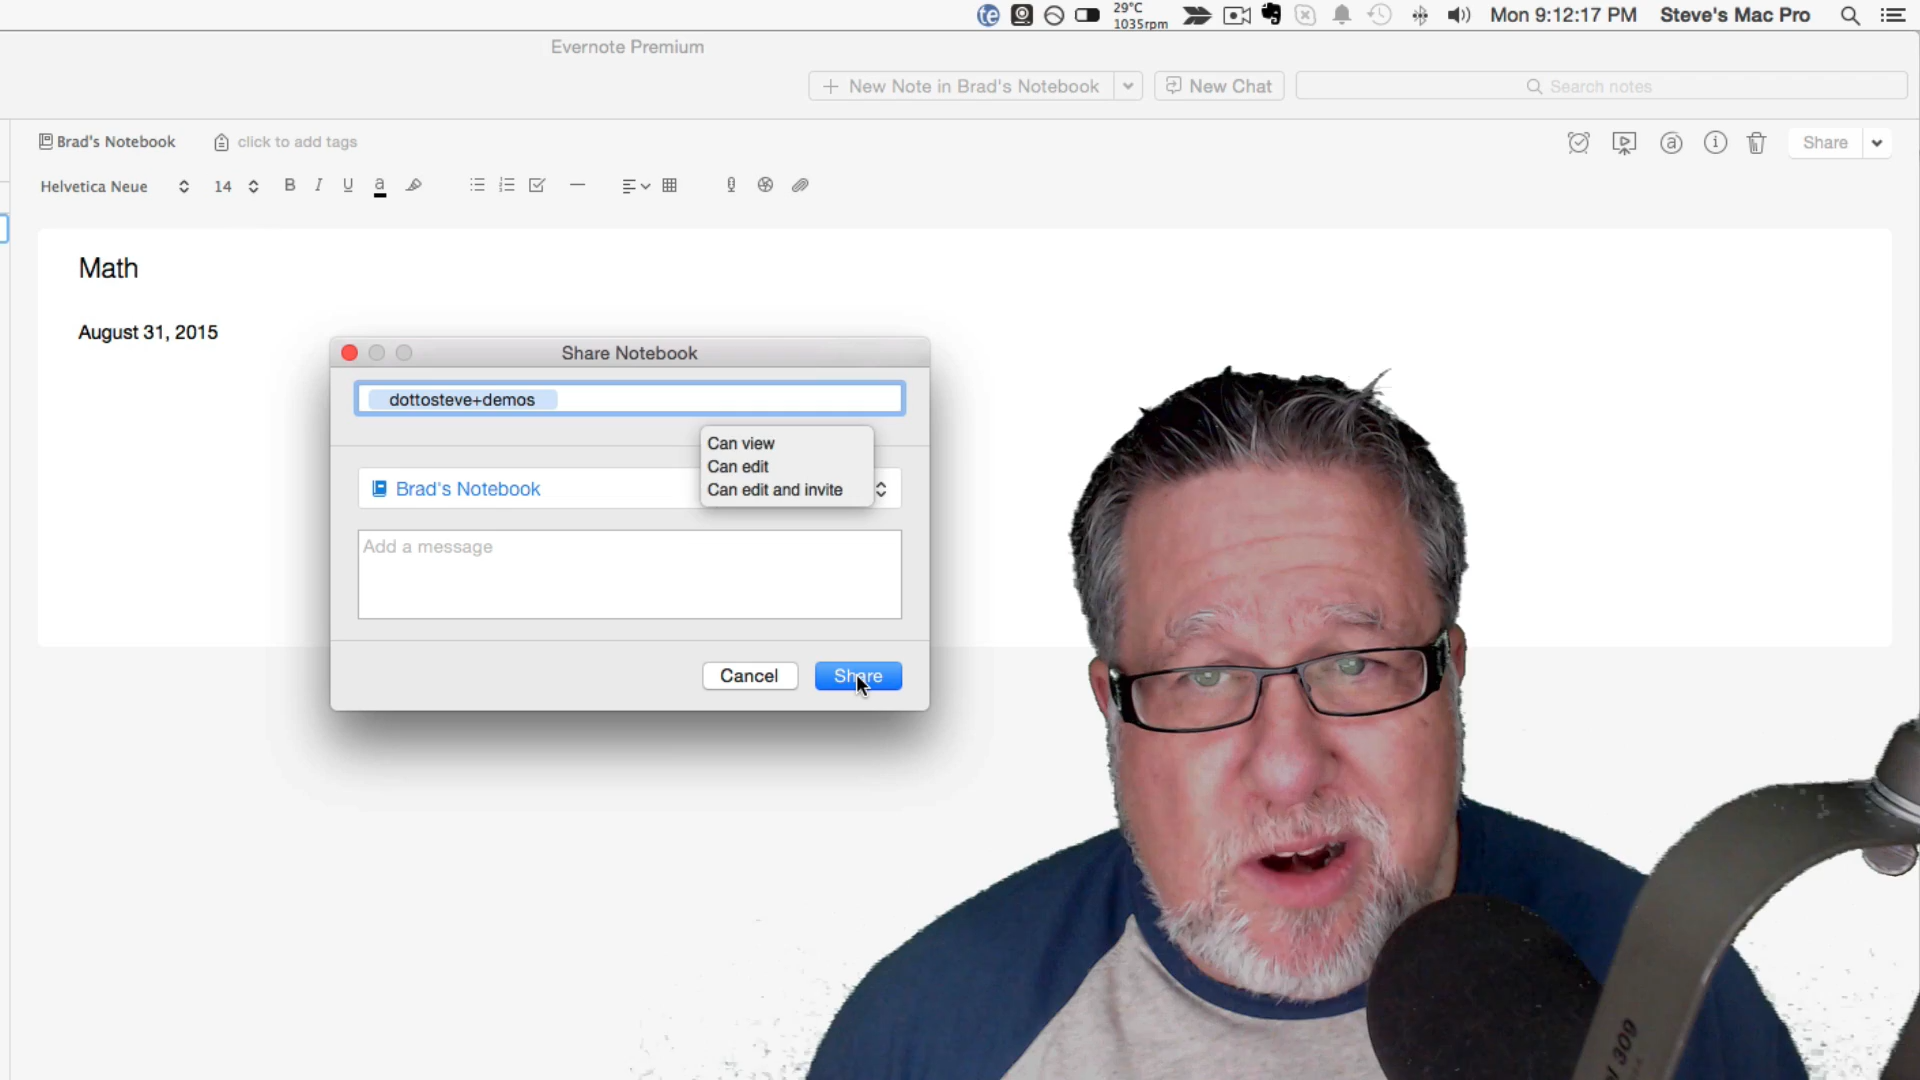 te 29°C Mon 9:12:17 PM Steve's Mac Pro
1035rpm
Evernote Premium
New Note in Brad's Notebook New Chat Search notes
Brad's Notebook click to add tags Share
Helvetica Neue 14 B I U a
Math
August 31, 2015
Share Notebook
dottosteve+demos
Can view
Can edit
Can edit and invite
Brad's Notebook
Add a message
Cancel Share
309